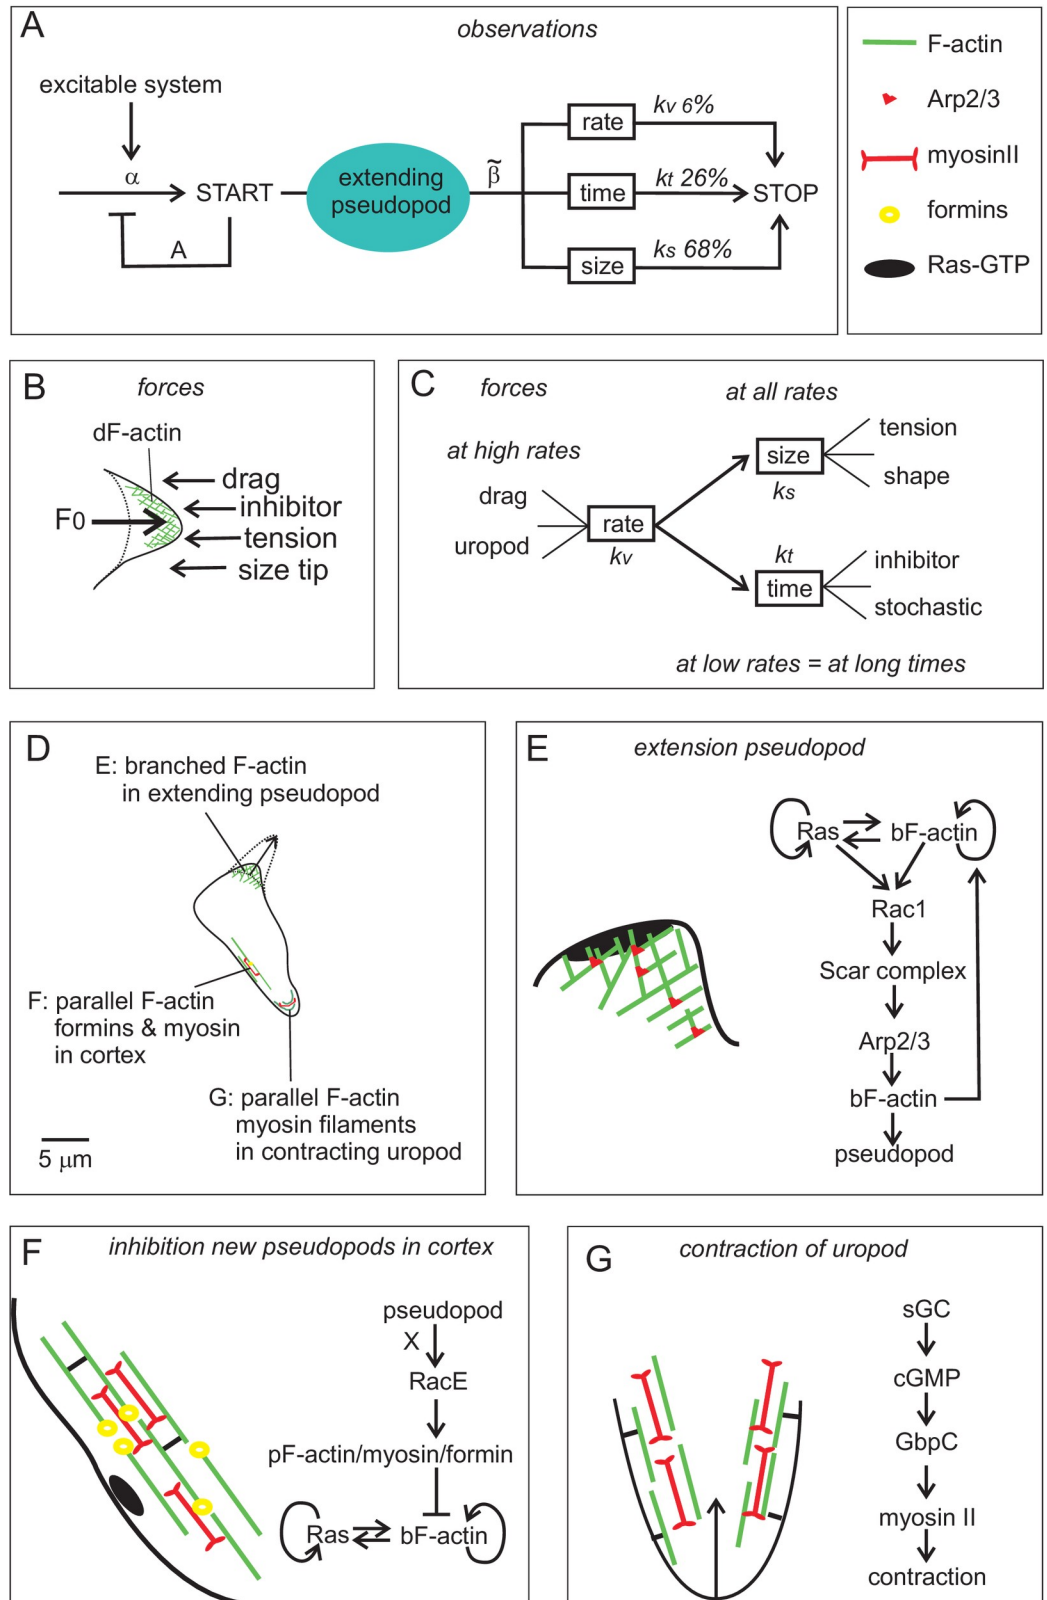 A
observations
excitable system
α
START
A
extending
pseudopod
β̃
rate
time
size
kv 6%
kt 26%
ks 68%
STOP
F-actin
Arp2/3
myosinII
formins
Ras-GTP
B
forces
dF-actin
F0
drag
inhibitor
tension
size tip
C
forces
at all rates
at high rates
drag
uropod
rate
kv
size
ks
tension
shape
kt
time
inhibitor
stochastic
at low rates = at long times
D
E: branched F-actin
in extending pseudopod
F: parallel F-actin
formins & myosin
in cortex
G: parallel F-actin
myosin filaments
in contracting uropod
5 μm
E
extension pseudopod
Ras
bF-actin
Rac1
Scar complex
Arp2/3
bF-actin
pseudopod
F
inhibition new pseudopods in cortex
pseudopod
X
RacE
pF-actin/myosin/formin
Ras
bF-actin
G
contraction of uropod
sGC
cGMP
GbpC
myosin II
contraction